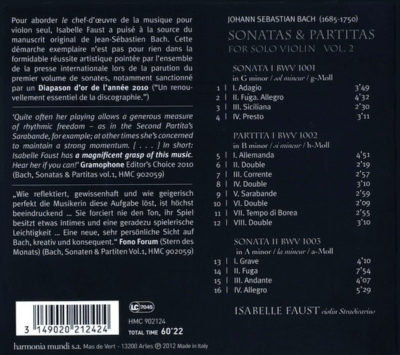 Pour aborder le chef-d'œuvre de la musique pour
violon seul, Isabelle Faust a puisé à la source du
manuscrit original de Jean-Sébastien Bach. Cette
démarche exemplaire n'est pas pour rien dans la
formidable réussite artistique pointée par l'ensemble
de la presse internationale lors de la parution du
premier volume de sonates, notamment sanctionné
par un Diapason d'or de l'année 2010 ("Un renou-
vellement essentiel de la discographie.").
'Quite often her playing allows a generous measure
of rhythmic freedom – as in the Second Partita's
Sarabande, for example; at other times she's concerned
to maintain a strong momentum. [ . . . . ] In short:
Isabelle Faust has a magnificent grasp of this music.
Hear her if you can!' Gramophone Editor's Choice 2010
(Bach, Sonatas & Partitas vol.1, HMC 902059)
„Wie reflektiert, gewissenhaft und wie geigerisch
perfekt die Musikerin diese Aufgabe löst, ist höchst
beeindruckend ... Sie forciert nie den Ton, ihr Spiel
besitzt etwas Intimes und eine geradezu spielerische
Leichtigkeit ... Eine neue, sehr persönliche Sicht auf
Bach, kreativ und konsequent." Fono Forum (Stern des
Monats) (Bach, Sonaten & Partiten Vol.1, HMC 902059)
LC 7045
3 149020 212424
HMC 902124
TOTAL TIME 60'22
harmonia mundi s.a. Mas de Vert - 13200 Arles ℗ 2012 Made in Italy
JOHANN SEBASTIAN BACH (1685-1750)
SONATAS & PARTITAS
FOR SOLO VIOLIN VOL. 2
SONATA I BWV 1001
in G minor / sol mineur / g-Moll
1 I. Adagio 3'49
2 II. Fuga. Allegro 4'32
3 III. Siciliana 2'30
4 IV. Presto 3'11
PARTITA I BWV 1002
in B minor / si mineur / h-Moll
5 I. Allemanda 4'51
6 II. Double 2'19
7 III. Corrente 2'57
8 IV. Double 3'10
9 V. Sarabande 2'59
10 VI. Double 2'09
11 VII. Tempo di Borea 2'55
12 VIII. Double 3'10
SONATA II BWV 1003
in A minor / la mineur / a-Moll
13 I. Grave 4'10
14 II. Fuga 7'54
15 III. Andante 4'07
16 IV. Allegro 5'29
ISABELLE FAUST violin Stradivarius